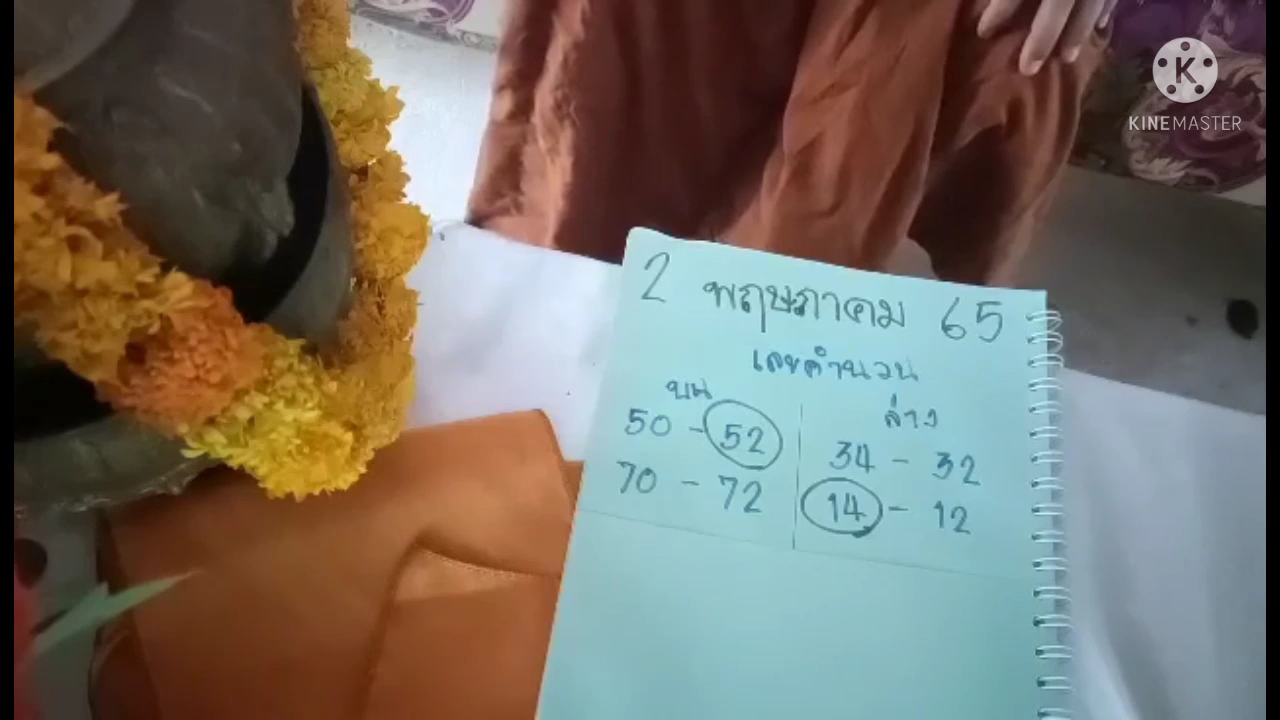 K
KINEMASTER
2 พฤษภาคม 65
เลขคำนวน
บน ล่าง
50 - 52 34 - 32
70 - 72 14 - 12